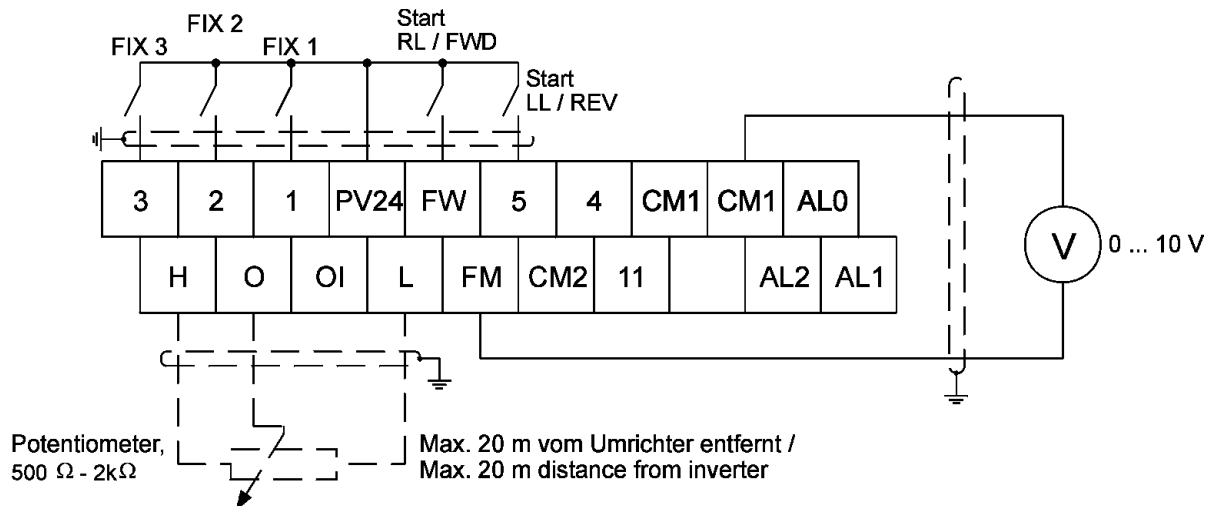 FIX 3
FIX 2
FIX 1
Start
RL / FWD
Start
LL / REV
3 2 1 PV24 FW 5 4 CM1 CM1 AL0
H O OI L FM CM2 11 AL2 AL1
V
0 ... 10 V
Potentiometer,
500 Ω - 2kΩ
Max. 20 m vom Umrichter entfernt /
Max. 20 m distance from inverter